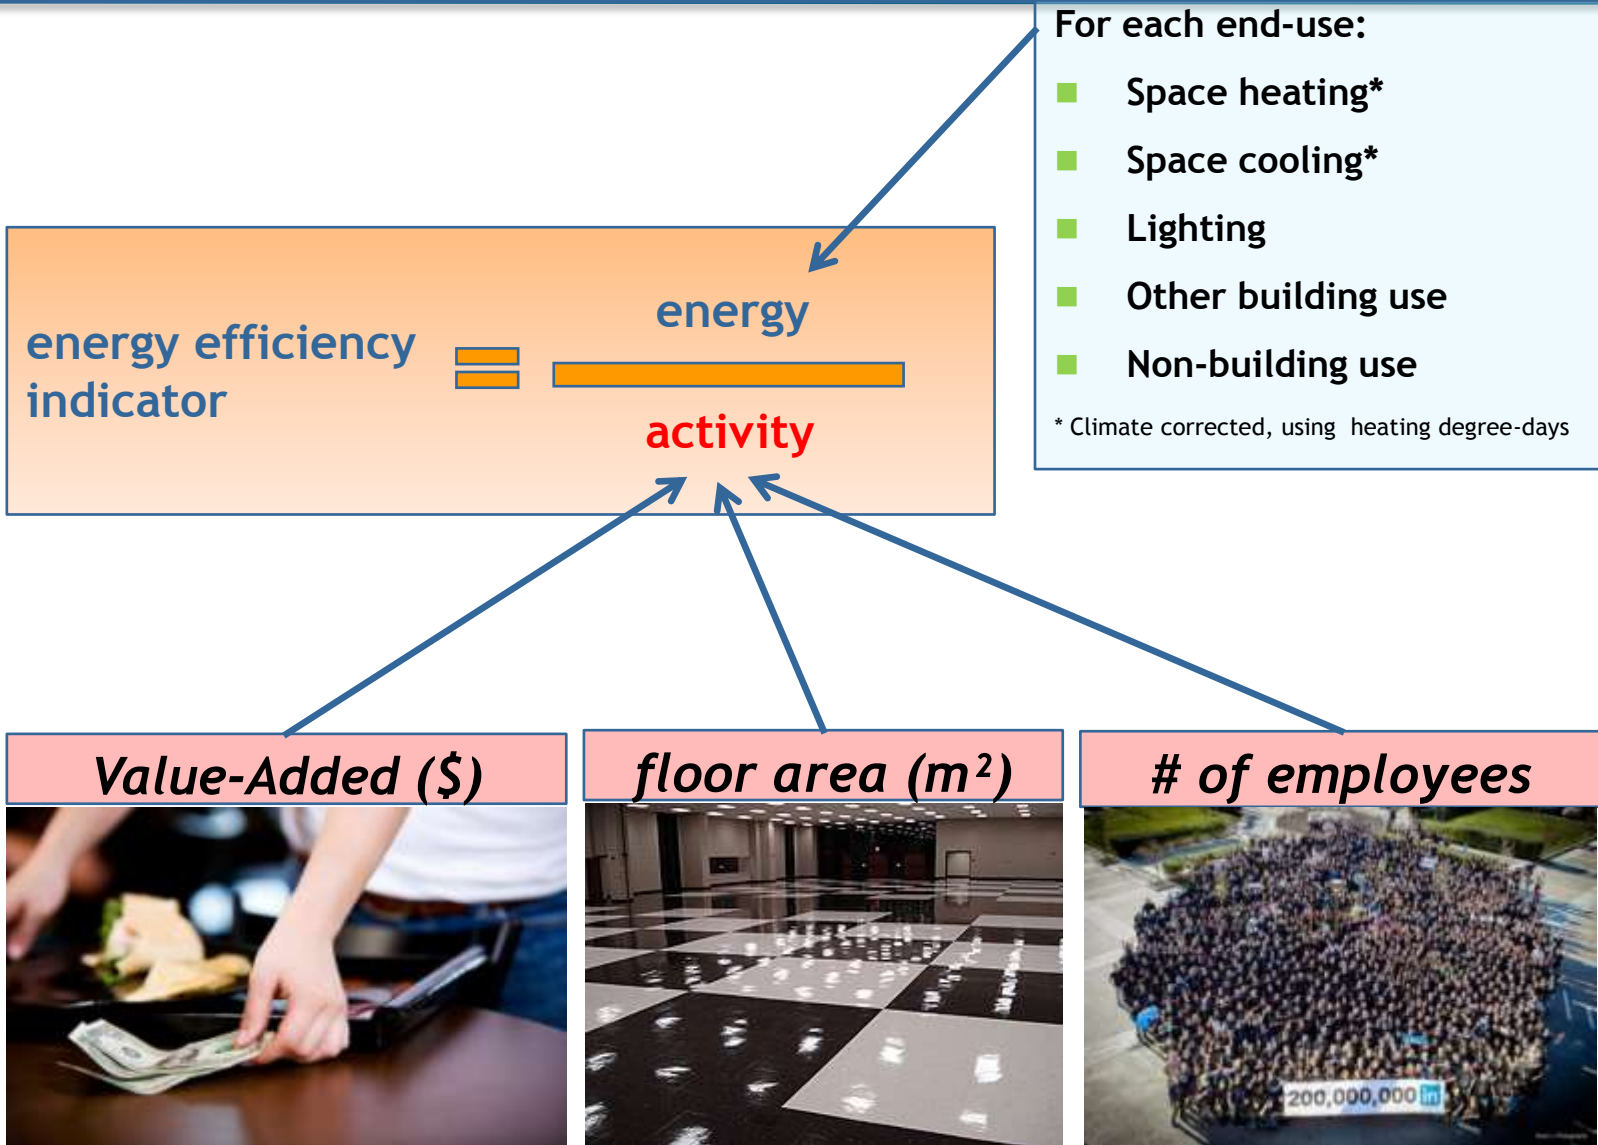 For each end-use:
Space heating*
Space cooling*
Lighting
Other building use
Non-building use
* Climate corrected, using heating degree-days
energy efficiency
indicator
energy
activity
Value-Added ($)
floor area (m²)
# of employees
200,000,000 in